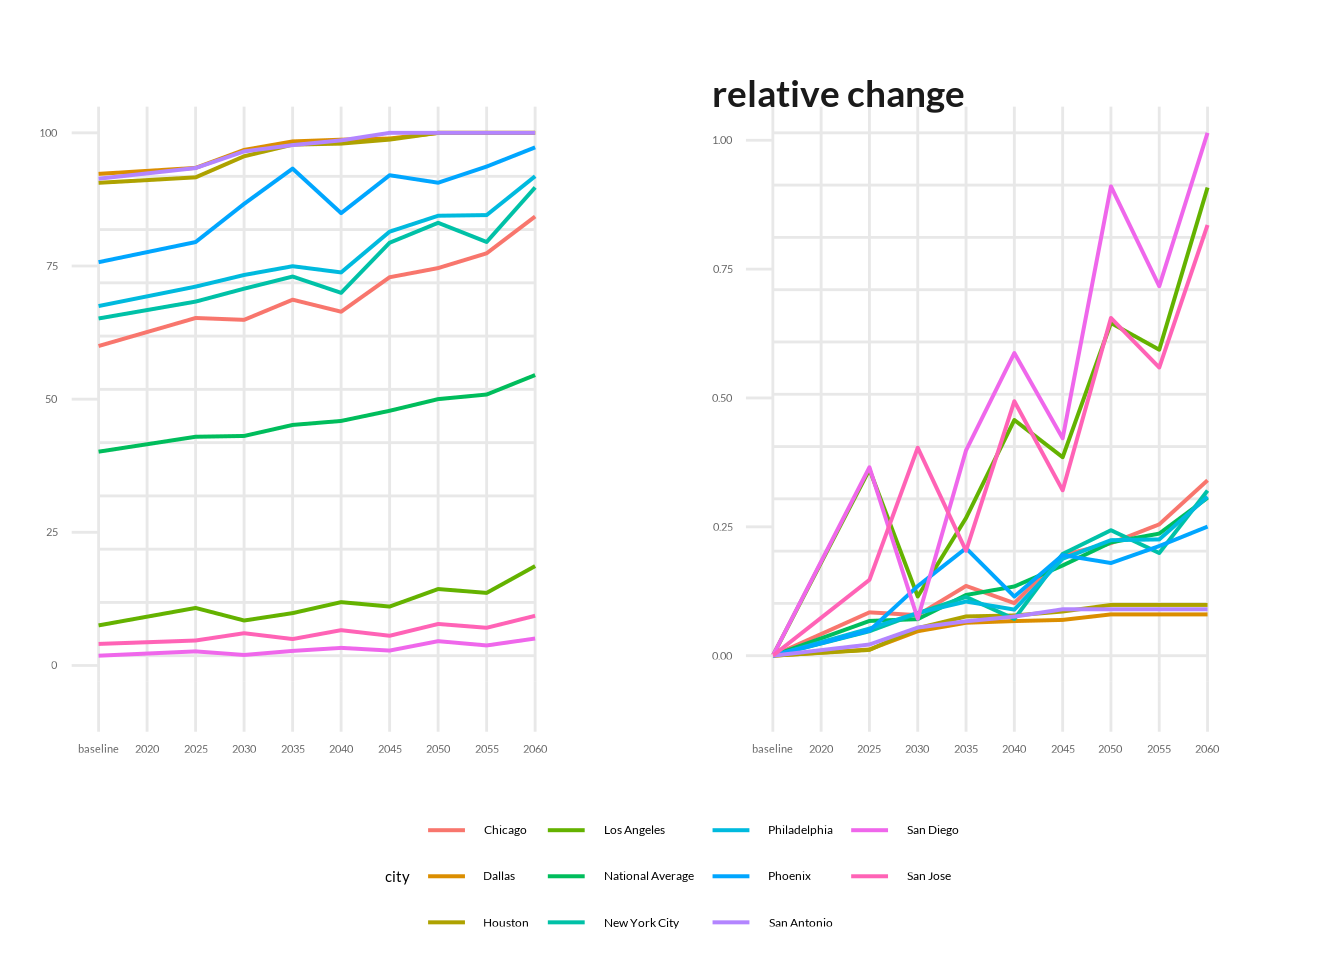 relative change
100
75
50
25
0
baseline 2020 2025 2030 2035 2040 2045 2050 2055 2060
1.00
0.75
0.50
0.25
0.00
baseline 2020 2025 2030 2035 2040 2045 2050 2055 2060
city
Chicago Los Angeles Philadelphia San Diego
Dallas National Average Phoenix San Jose
Houston New York City San Antonio